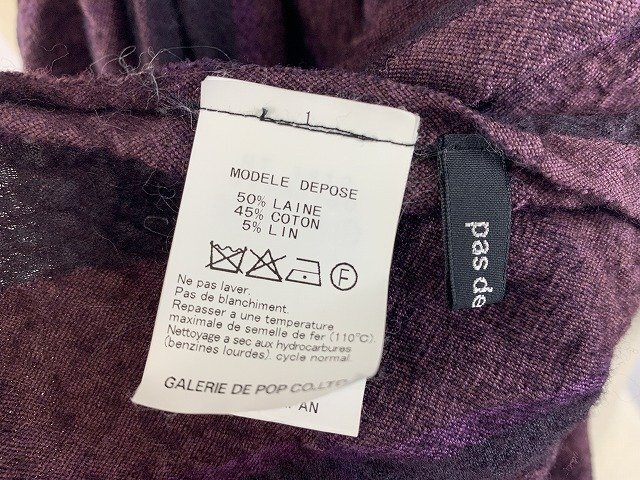 MODELE DEPOSE
50% LAINE
45% COTON
5% LIN
F
Ne pas laver.
Pas de blanchiment.
Repasser a une temperature
maximale de semelle de fer (110°C).
Nettoyage a sec aux hydrocarbures
(benzines lourdes). cycle normal.
GALERIE DE POP CO.,LTD.
PAN
pas de